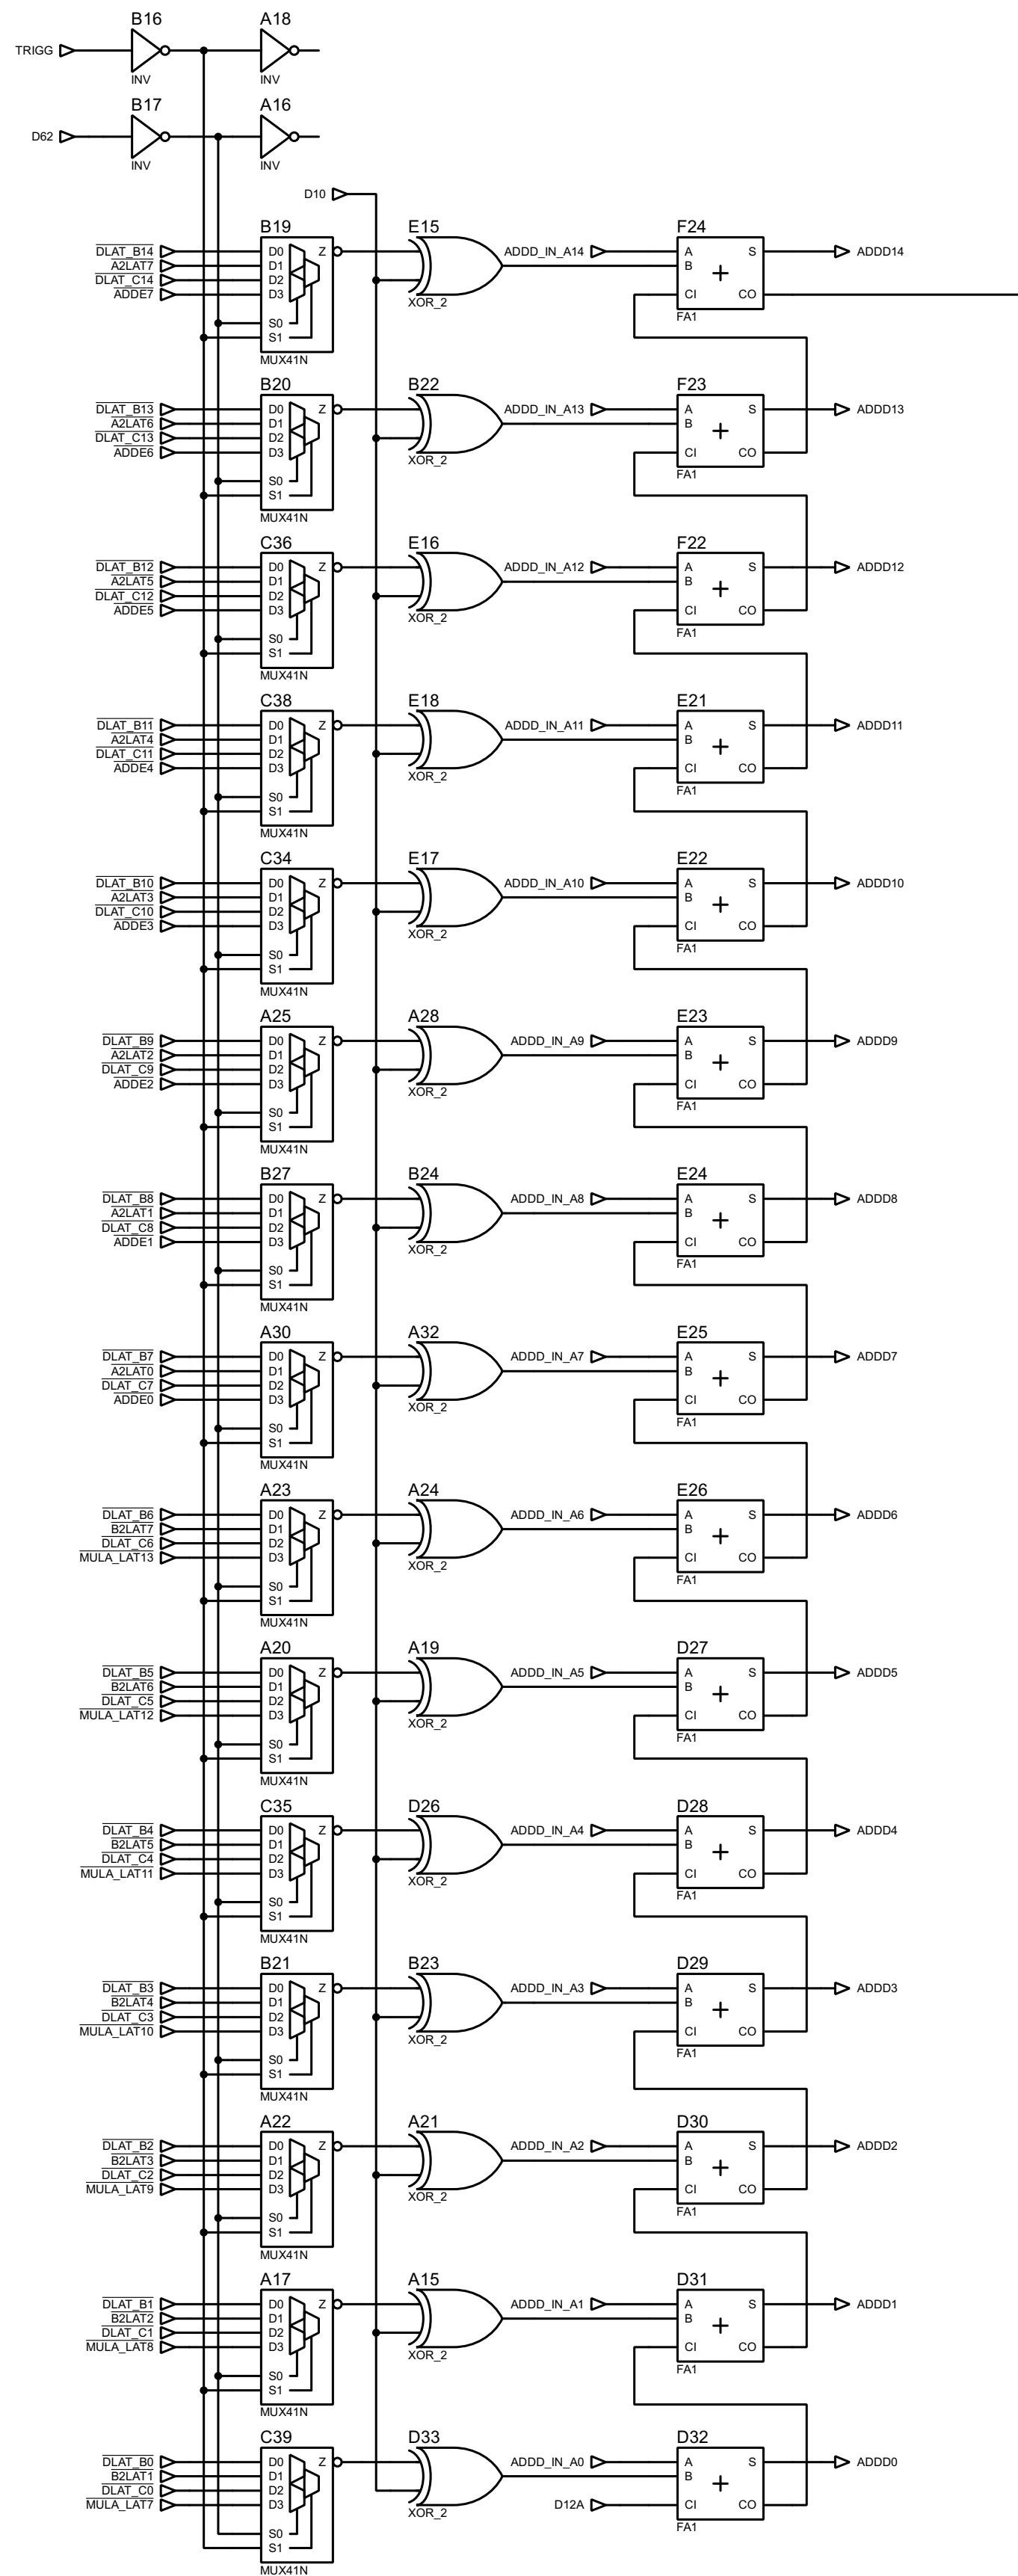 B16 A18
TRIGG
INV INV
B17 A16
D62
INV INV
D10
B19 E15 F24
DLAT_B14 D0 Z ADDD_IN_A14 A S ADDD14
A2LAT7 D1 B
DLAT_C14 D2
ADDE7 D3 XOR_2 + CI CO
S0 FA1
S1
MUX41N
B20 B22 F23
DLAT_B13 D0 Z ADDD_IN_A13 A S ADDD13
A2LAT6 D1 B
DLAT_C13 D2
ADDE6 D3 XOR_2 + CI CO
S0 FA1
S1
MUX41N
C36 E16 F22
DLAT_B12 D0 Z ADDD_IN_A12 A S ADDD12
A2LAT5 D1 B
DLAT_C12 D2
ADDE5 D3 XOR_2 + CI CO
S0 FA1
S1
MUX41N
C38 E18 E21
DLAT_B11 D0 Z ADDD_IN_A11 A S ADDD11
A2LAT4 D1 B
DLAT_C11 D2
ADDE4 D3 XOR_2 + CI CO
S0 FA1
S1
MUX41N
C34 E17 E22
DLAT_B10 D0 Z ADDD_IN_A10 A S ADDD10
A2LAT3 D1 B
DLAT_C10 D2
ADDE3 D3 XOR_2 + CI CO
S0 FA1
S1
MUX41N
A25 A28 E23
DLAT_B9 D0 Z ADDD_IN_A9 A S ADDD9
A2LAT2 D1 B
DLAT_C9 D2
ADDE2 D3 XOR_2 + CI CO
S0 FA1
S1
MUX41N
B27 B24 E24
DLAT_B8 D0 Z ADDD_IN_A8 A S ADDD8
A2LAT1 D1 B
DLAT_C8 D2
ADDE1 D3 XOR_2 + CI CO
S0 FA1
S1
MUX41N
A30 A32 E25
DLAT_B7 D0 Z ADDD_IN_A7 A S ADDD7
A2LAT0 D1 B
DLAT_C7 D2
ADDE0 D3 XOR_2 + CI CO
S0 FA1
S1
MUX41N
A23 A24 E26
DLAT_B6 D0 Z ADDD_IN_A6 A S ADDD6
B2LAT7 D1 B
DLAT_C6 D2
MULA_LAT13 D3 XOR_2 + CI CO
S0 FA1
S1
MUX41N
A20 A19 D27
DLAT_B5 D0 Z ADDD_IN_A5 A S ADDD5
B2LAT6 D1 B
DLAT_C5 D2
MULA_LAT12 D3 XOR_2 + CI CO
S0 FA1
S1
MUX41N
C35 D26 D28
DLAT_B4 D0 Z ADDD_IN_A4 A S ADDD4
B2LAT5 D1 B
DLAT_C4 D2
MULA_LAT11 D3 XOR_2 + CI CO
S0 FA1
S1
MUX41N
B21 B23 D29
DLAT_B3 D0 Z ADDD_IN_A3 A S ADDD3
B2LAT4 D1 B
DLAT_C3 D2
MULA_LAT10 D3 XOR_2 + CI CO
S0 FA1
S1
MUX41N
A22 A21 D30
DLAT_B2 D0 Z ADDD_IN_A2 A S ADDD2
B2LAT3 D1 B
DLAT_C2 D2
MULA_LAT9 D3 XOR_2 + CI CO
S0 FA1
S1
MUX41N
A17 A15 D31
DLAT_B1 D0 Z ADDD_IN_A1 A S ADDD1
B2LAT2 D1 B
DLAT_C1 D2
MULA_LAT8 D3 XOR_2 + CI CO
S0 FA1
S1
MUX41N
C39 D33 D32
DLAT_B0 D0 Z ADDD_IN_A0 A S ADDD0
B2LAT1 D1 B
DLAT_C0 D2
MULA_LAT7 D3 XOR_2 + D12A CI CO
S0 FA1
S1
MUX41N